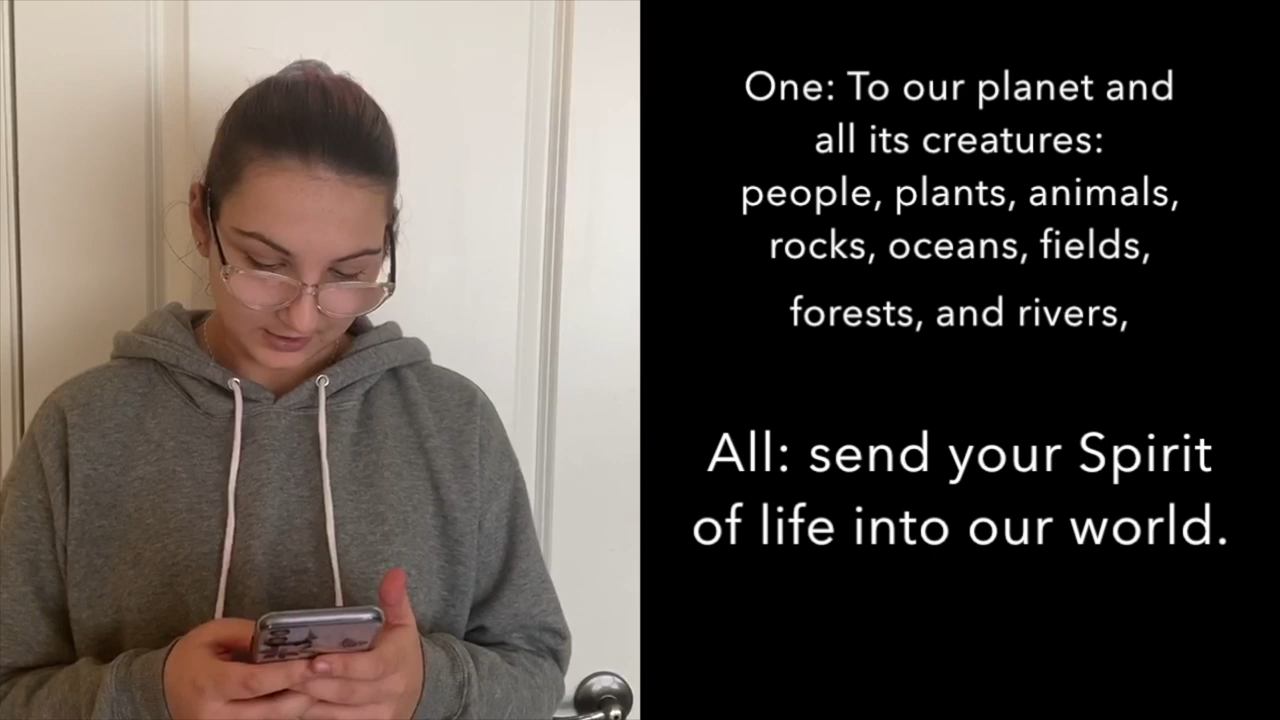 One: To our planet and
all its creatures:
people, plants, animals,
rocks, oceans, fields,
forests, and rivers,
All: send your Spirit
of life into our world.